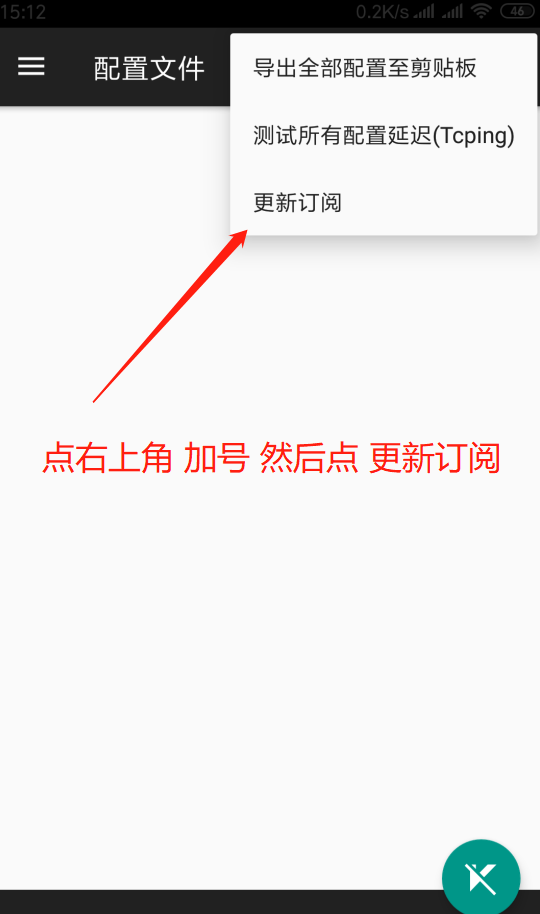 15:12
0.2K/s
46
配置文件
导出全部配置至剪贴板
测试所有配置延迟(Tcping)
更新订阅
点右上角 加号 然后点 更新订阅